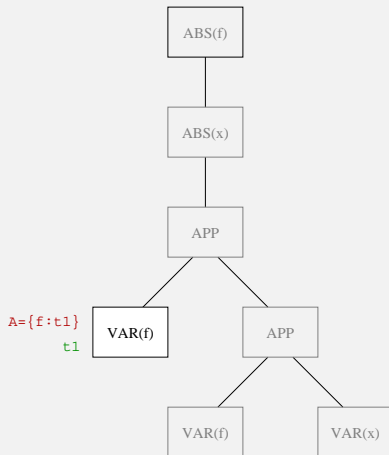 ABS(f)
ABS(x)
APP
A={f:t1}
t1
VAR(f)
APP
VAR(f)
VAR(x)